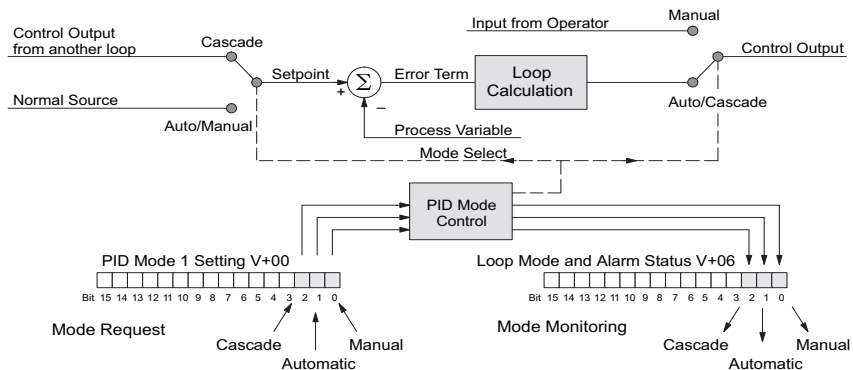 Input from Operator
Manual
Control Output
from another loop
Cascade
Control Output
Setpoint
+
Σ
−
Error Term
Loop
Calculation
Normal Source
Auto/Manual
Auto/Cascade
Process Variable
Mode Select
PID Mode
Control
PID Mode 1 Setting V+00
Bit 15 14 13 12 11 10 9 8 7 6 5 4 3 2 1 0
Mode Request
Cascade
Automatic
Manual
Loop Mode and Alarm Status V+06
Bit 15 14 13 12 11 10 9 8 7 6 5 4 3 2 1 0
Mode Monitoring
Cascade
Automatic
Manual